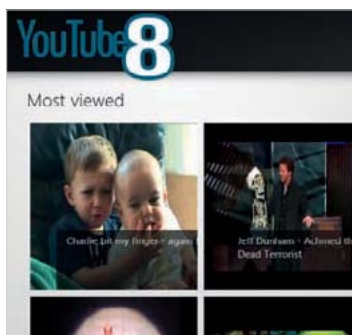 YouTube8
Most viewed
Charlie bit my finger - again
Jeff Dunham - Achmed th
Dead Terrorist